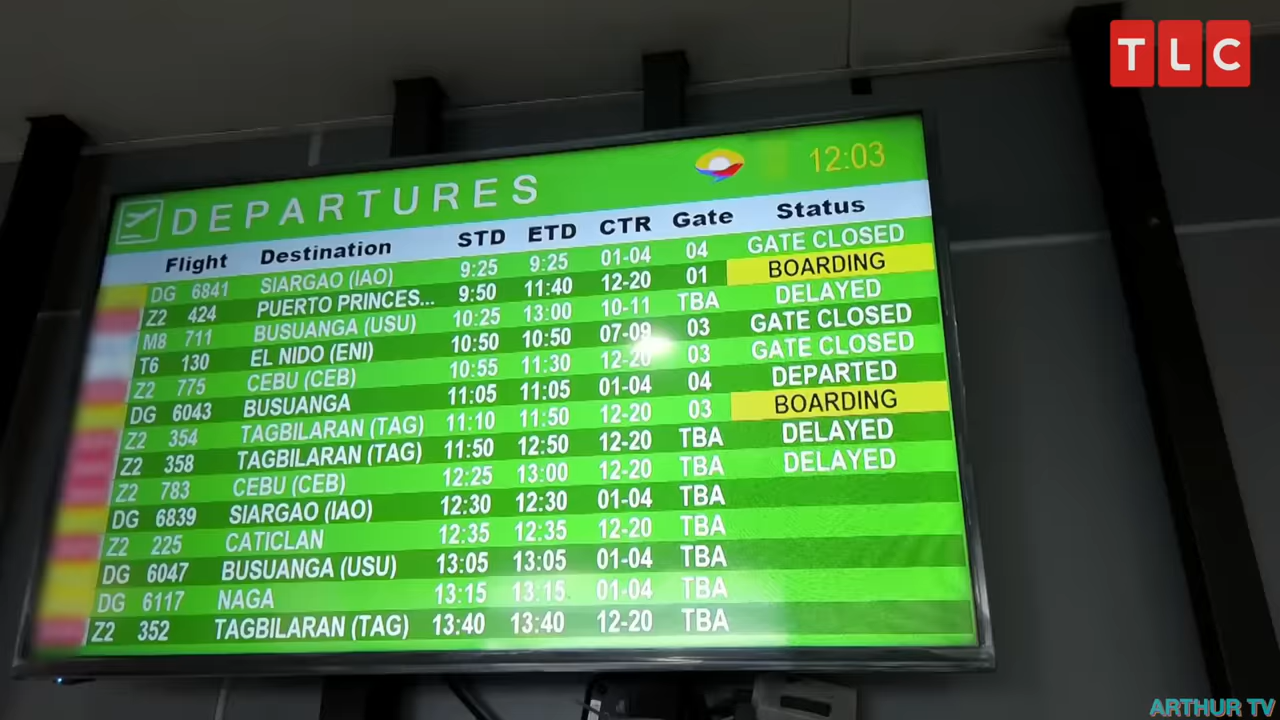 TLC
DEPARTURES 12:03
Flight Destination STD ETD CTR Gate Status
DG 6841 SIARGAO (IAO) 9:25 9:25 01-04 04 GATE CLOSED
Z2 424 PUERTO PRINCES... 9:50 11:40 12-20 01 BOARDING
M8 711 BUSUANGA (USU) 10:25 13:00 10-11 TBA DELAYED
T6 130 EL NIDO (ENI) 10:50 10:50 07-09 03 GATE CLOSED
Z2 775 CEBU (CEB) 10:55 11:30 12-20 03 GATE CLOSED
DG 6043 BUSUANGA 11:05 11:05 01-04 04 DEPARTED
Z2 354 TAGBILARAN (TAG) 11:10 11:50 12-20 03 BOARDING
Z2 358 TAGBILARAN (TAG) 11:50 12:50 12-20 TBA DELAYED
Z2 783 CEBU (CEB) 12:25 13:00 12-20 TBA DELAYED
DG 6839 SIARGAO (IAO) 12:30 12:30 01-04 TBA
Z2 225 CATICLAN 12:35 12:35 12-20 TBA
DG 6047 BUSUANGA (USU) 13:05 13:05 01-04 TBA
DG 6117 NAGA 13:15 13:15 01-04 TBA
Z2 352 TAGBILARAN (TAG) 13:40 13:40 12-20 TBA
ARTHUR TV